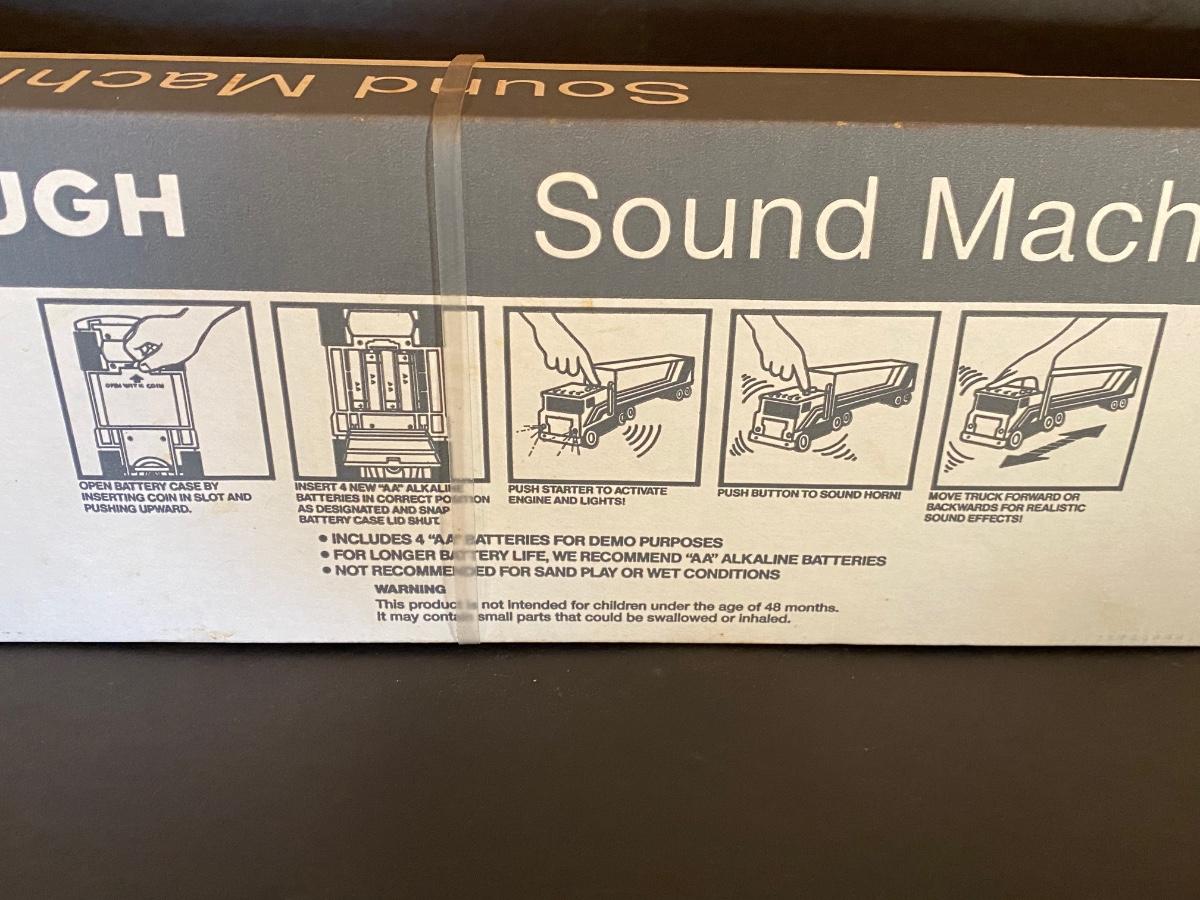 Sound Machi
UGH
Sound Mach
OPEN WITH COIN
OPEN BATTERY CASE BY
INSERTING COIN IN SLOT AND
PUSHING UPWARD.
INSERT 4 NEW "AA" ALKALINE
BATTERIES IN CORRECT POSITION
AS DESIGNATED AND SNAP
BATTERY CASE LID SHUT.
PUSH STARTER TO ACTIVATE
ENGINE AND LIGHTS!
PUSH BUTTON TO SOUND HORN!
MOVE TRUCK FORWARD OR
BACKWARDS FOR REALISTIC
SOUND EFFECTS!
• INCLUDES 4 "AA" BATTERIES FOR DEMO PURPOSES
• FOR LONGER BATTERY LIFE, WE RECOMMEND "AA" ALKALINE BATTERIES
• NOT RECOMMENDED FOR SAND PLAY OR WET CONDITIONS
WARNING
This product is not intended for children under the age of 48 months.
It may contain small parts that could be swallowed or inhaled.